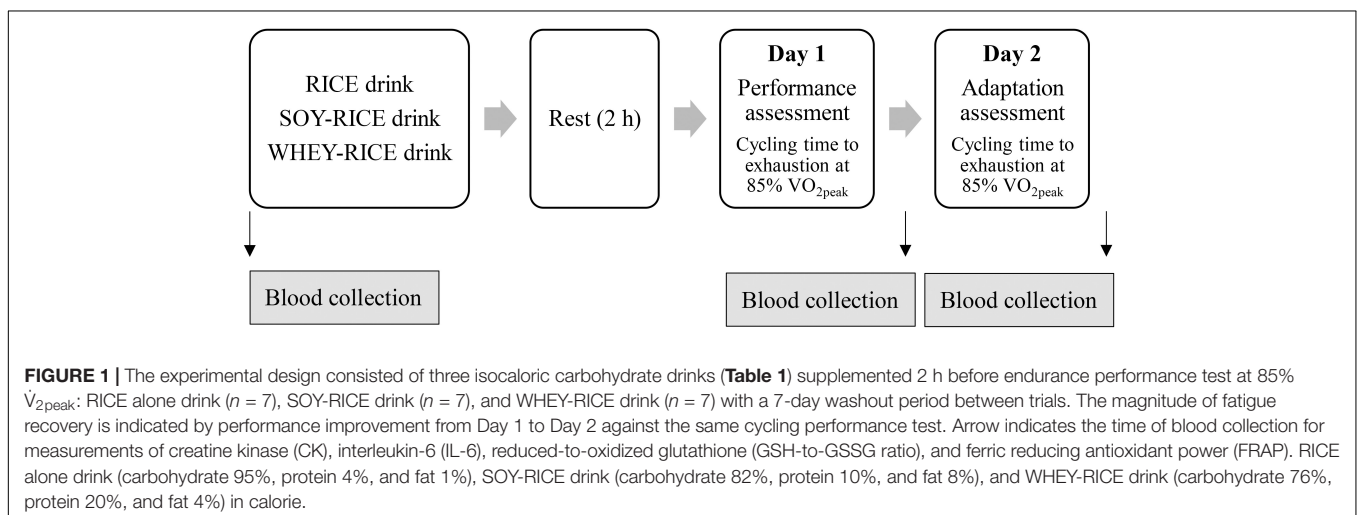 RICE drink
SOY-RICE drink
WHEY-RICE drink
Rest (2 h)
Day 1
Performance
assessment
Cycling time to
exhaustion at
85% VO2peak
Day 2
Adaptation
assessment
Cycling time to
exhaustion at
85% VO2peak
Blood collection
Blood collection
Blood collection
FIGURE 1 | The experimental design consisted of three isocaloric carbohydrate drinks (Table 1) supplemented 2 h before endurance performance test at 85%
V̇2peak: RICE alone drink (n = 7), SOY-RICE drink (n = 7), and WHEY-RICE drink (n = 7) with a 7-day washout period between trials. The magnitude of fatigue
recovery is indicated by performance improvement from Day 1 to Day 2 against the same cycling performance test. Arrow indicates the time of blood collection for
measurements of creatine kinase (CK), interleukin-6 (IL-6), reduced-to-oxidized glutathione (GSH-to-GSSG ratio), and ferric reducing antioxidant power (FRAP). RICE
alone drink (carbohydrate 95%, protein 4%, and fat 1%), SOY-RICE drink (carbohydrate 82%, protein 10%, and fat 8%), and WHEY-RICE drink (carbohydrate 76%,
protein 20%, and fat 4%) in calorie.